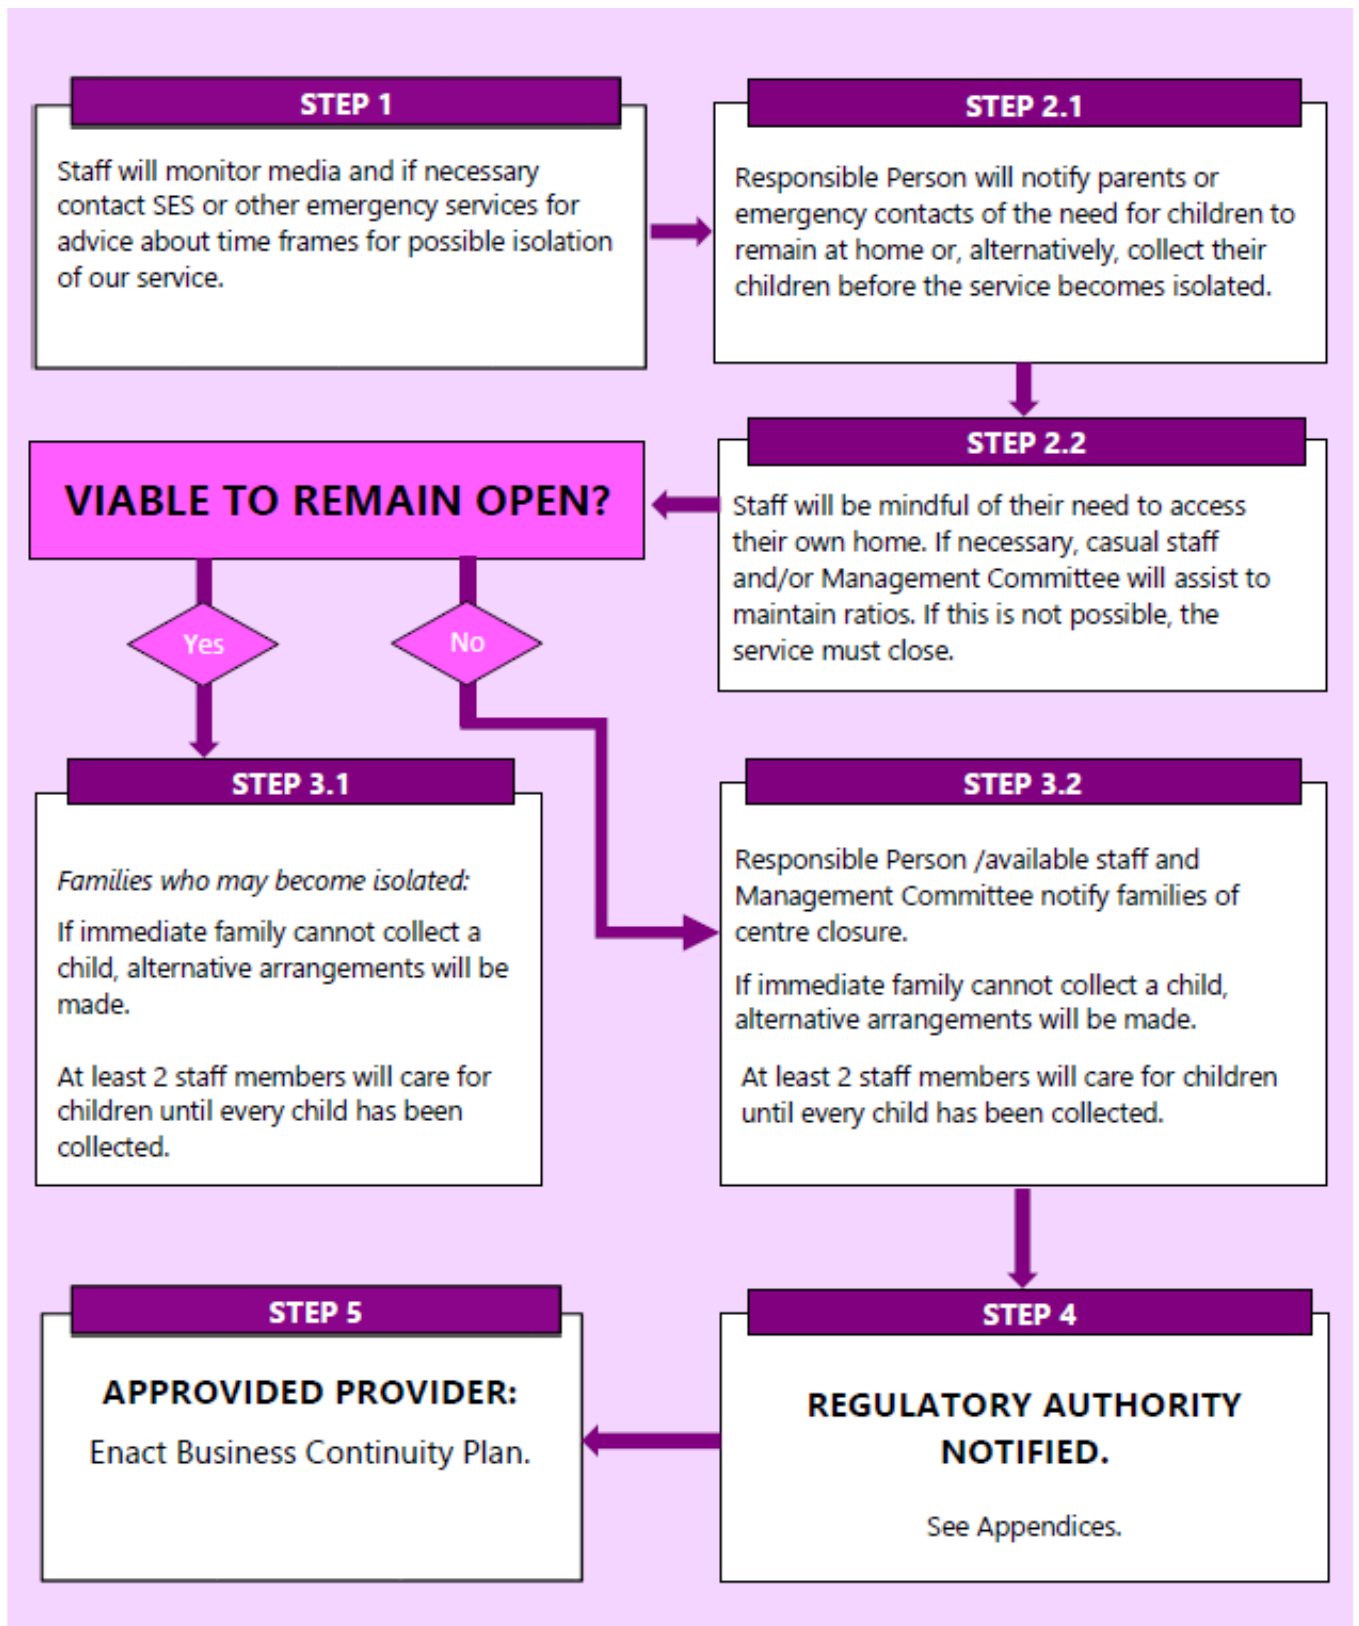 STEP 1
Staff will monitor media and if necessary
contact SES or other emergency services for
advice about time frames for possible isolation
of our service.
STEP 2.1
Responsible Person will notify parents or
emergency contacts of the need for children to
remain at home or, alternatively, collect their
children before the service becomes isolated.
STEP 2.2
Staff will be mindful of their need to access
their own home. If necessary, casual staff
and/or Management Committee will assist to
maintain ratios. If this is not possible, the
service must close.
VIABLE TO REMAIN OPEN?
Yes
No
STEP 3.1
Families who may become isolated:
If immediate family cannot collect a
child, alternative arrangements will be
made.
At least 2 staff members will care for
children until every child has been
collected.
STEP 3.2
Responsible Person /available staff and
Management Committee notify families of
centre closure.
If immediate family cannot collect a child,
alternative arrangements will be made.
At least 2 staff members will care for children
until every child has been collected.
STEP 4
REGULATORY AUTHORITY
NOTIFIED.
See Appendices.
STEP 5
APPROVIDED PROVIDER:
Enact Business Continuity Plan.